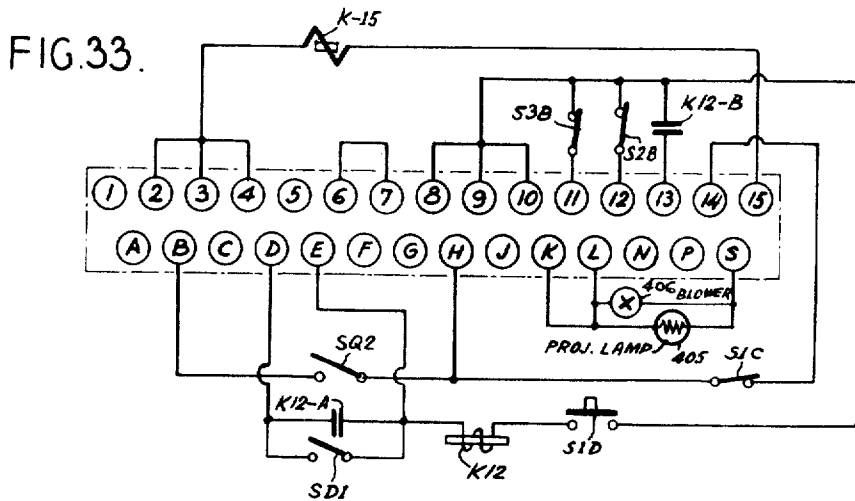 FIG.33.
K-15
S3B
S2B
K12-B
1 2 3 4 5 6 7 8 9 10 11 12 13 14 15
A B C D E F G H J K L N P S
406 BLOWER
X
PROJ. LAMP
405
SQ2
S1C
K12-A
SD1
K12
S1D